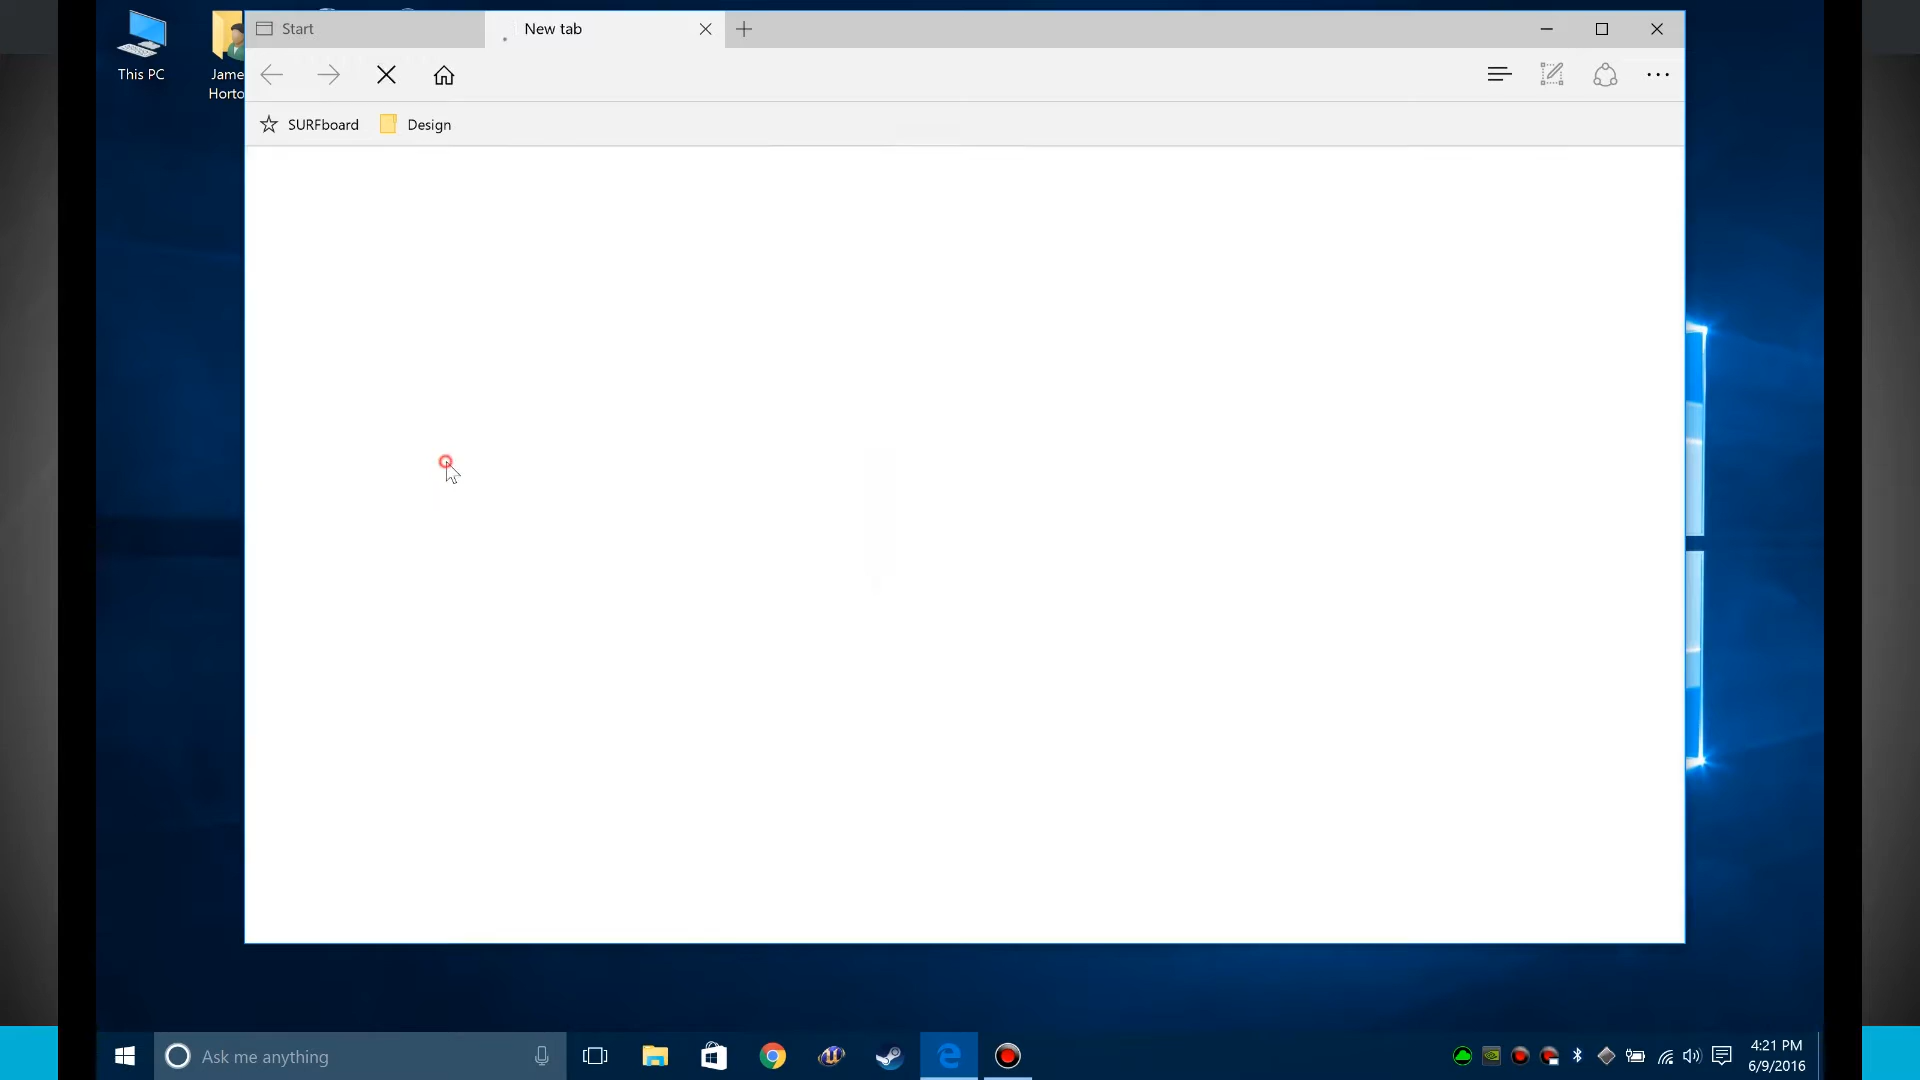 Start
New tab
This PC
Jame
Horto
SURFboard
Design
Ask me anything
4:21 PM
6/9/2016